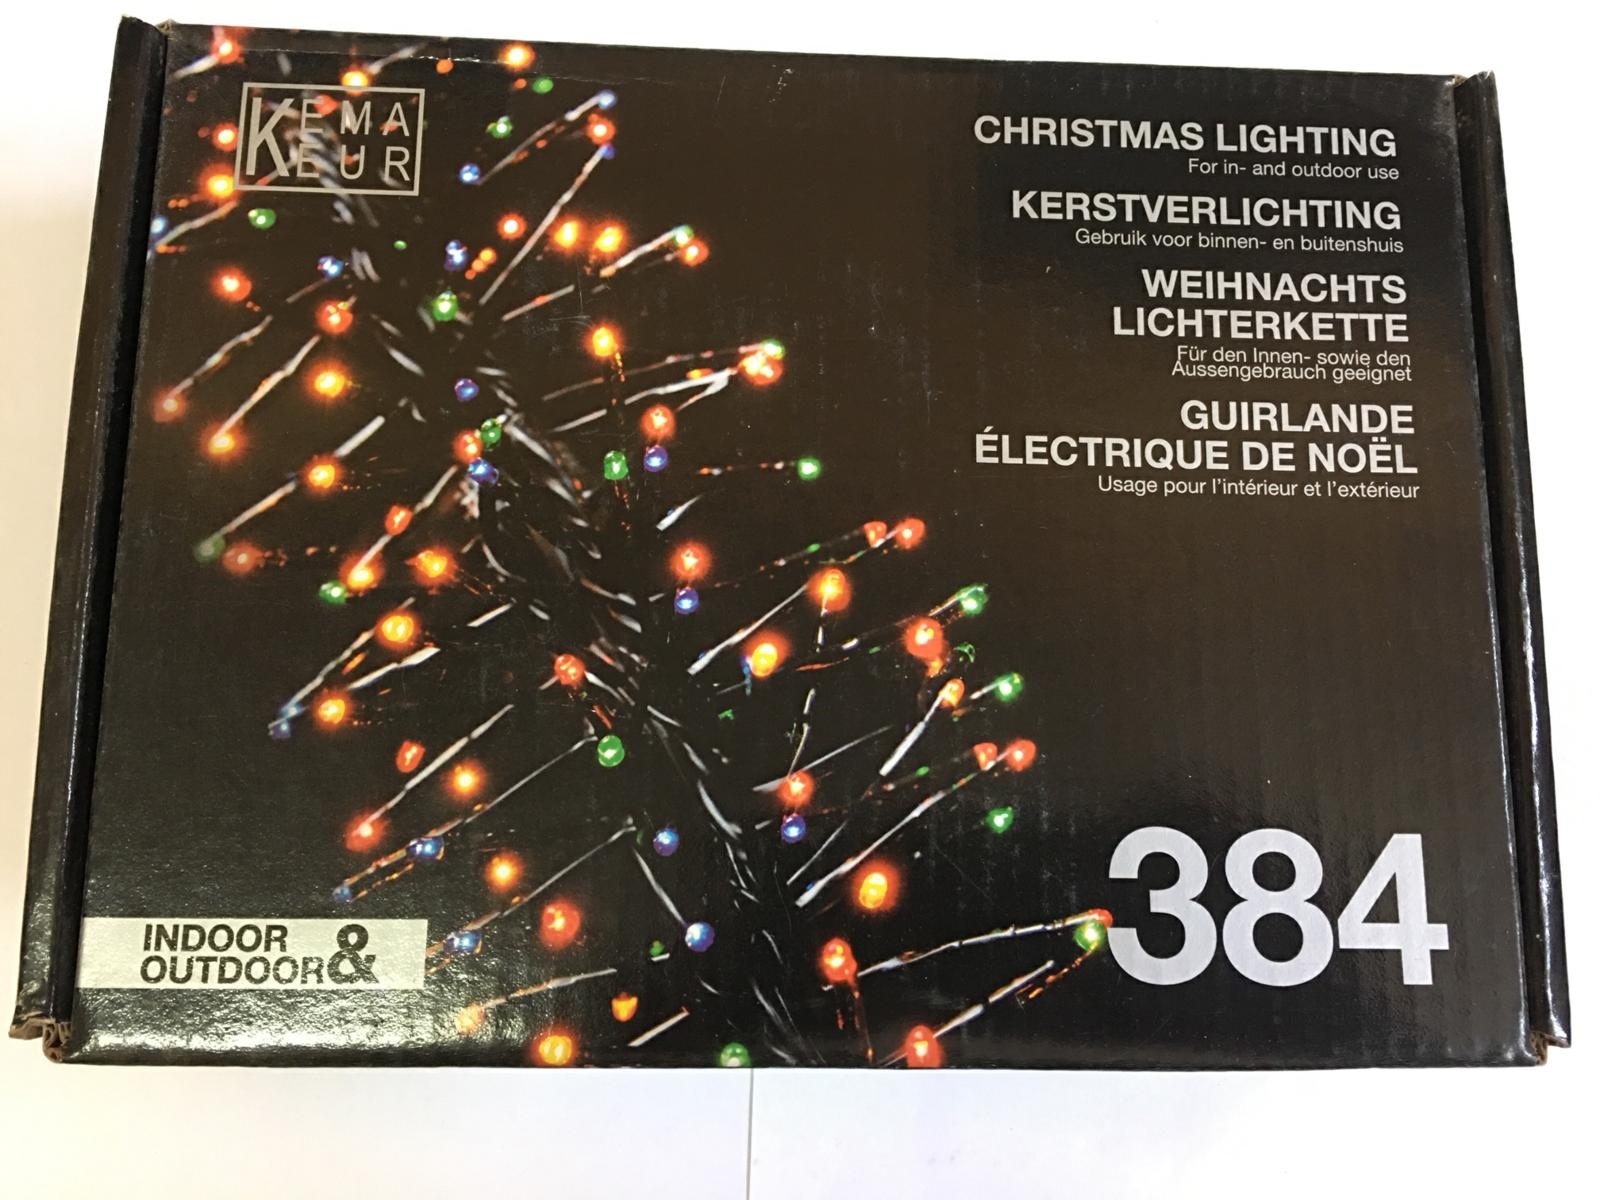 KEMA
KEUR
CHRISTMAS LIGHTING
For in- and outdoor use
KERSTVERLICHTING
Gebruik voor binnen- en buitenshuis
WEIHNACHTS
LICHTERKETTE
Für den Innen- sowie den
Aussengebrauch geeignet
GUIRLANDE
ÉLECTRIQUE DE NOËL
Usage pour l'intérieur et l'extérieur
384
INDOOR &
OUTDOOR